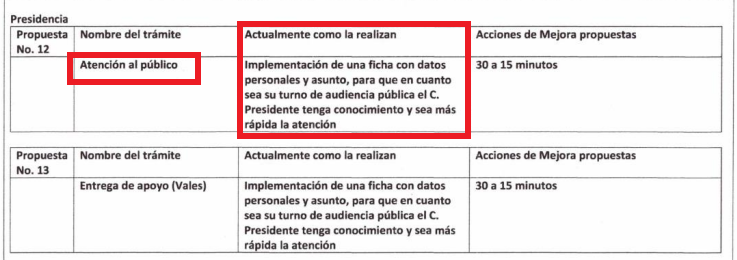 Presidencia
Propuesta No. 12 Nombre del trámite Actualmente como la realizan Acciones de Mejora propuestas
Atención al público
Implementación de una ficha con datos
personales y asunto, para que en cuanto
sea su turno de audiencia pública el C.
Presidente tenga conocimiento y sea más
rápida la atención
30 a 15 minutos
Propuesta No. 13 Nombre del trámite Actualmente como la realizan Acciones de Mejora propuestas
Entrega de apoyo (Vales)
Implementación de una ficha con datos
personales y asunto, para que en cuanto
sea su turno de audiencia pública el C.
Presidente tenga conocimiento y sea más
rápida la atención
30 a 15 minutos